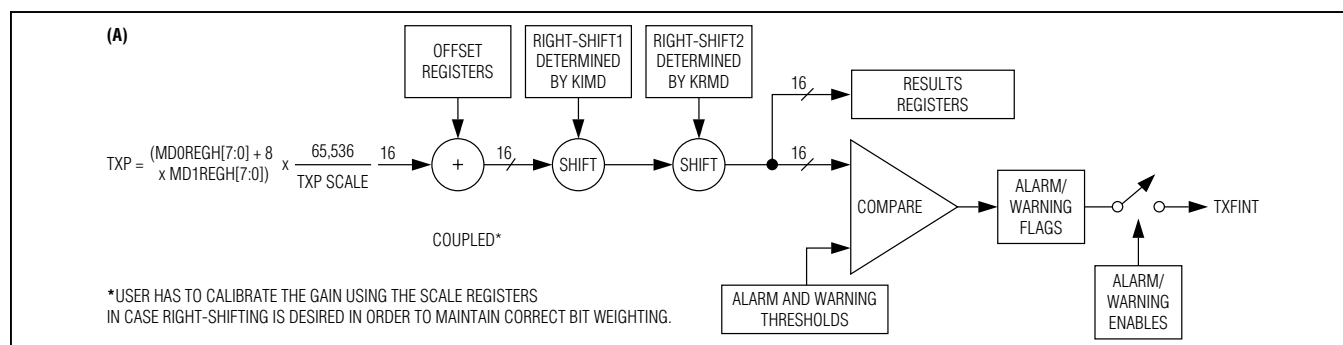 (A)
OFFSET
REGISTERS
RIGHT-SHIFT1
DETERMINED
BY KIMD
RIGHT-SHIFT2
DETERMINED
BY KRMD
16
RESULTS
REGISTERS
TXP = (MD0REGH[7:0] + 8
x MD1REGH[7:0]) x 65,536
TXP SCALE
16
+
16
SHIFT
SHIFT
16
COMPARE
ALARM/
WARNING
FLAGS
TXFINT
COUPLED*
ALARM AND WARNING
THRESHOLDS
ALARM/
WARNING
ENABLES
*USER HAS TO CALIBRATE THE GAIN USING THE SCALE REGISTERS
IN CASE RIGHT-SHIFTING IS DESIRED IN ORDER TO MAINTAIN CORRECT BIT WEIGHTING.